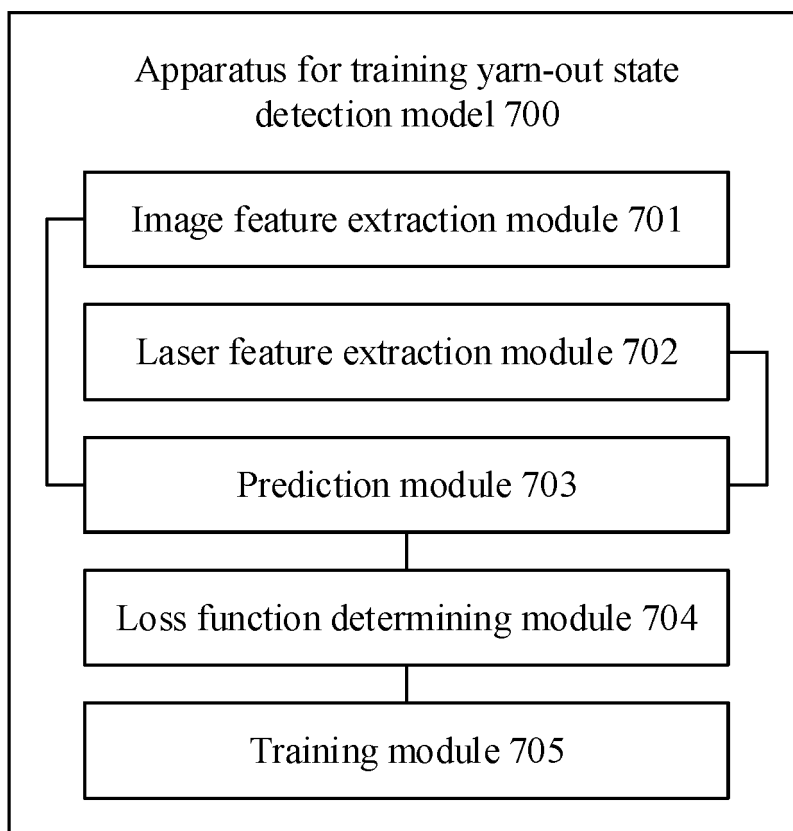 Apparatus for training yarn-out state
detection model 700
Image feature extraction module 701
Laser feature extraction module 702
Prediction module 703
Loss function determining module 704
Training module 705